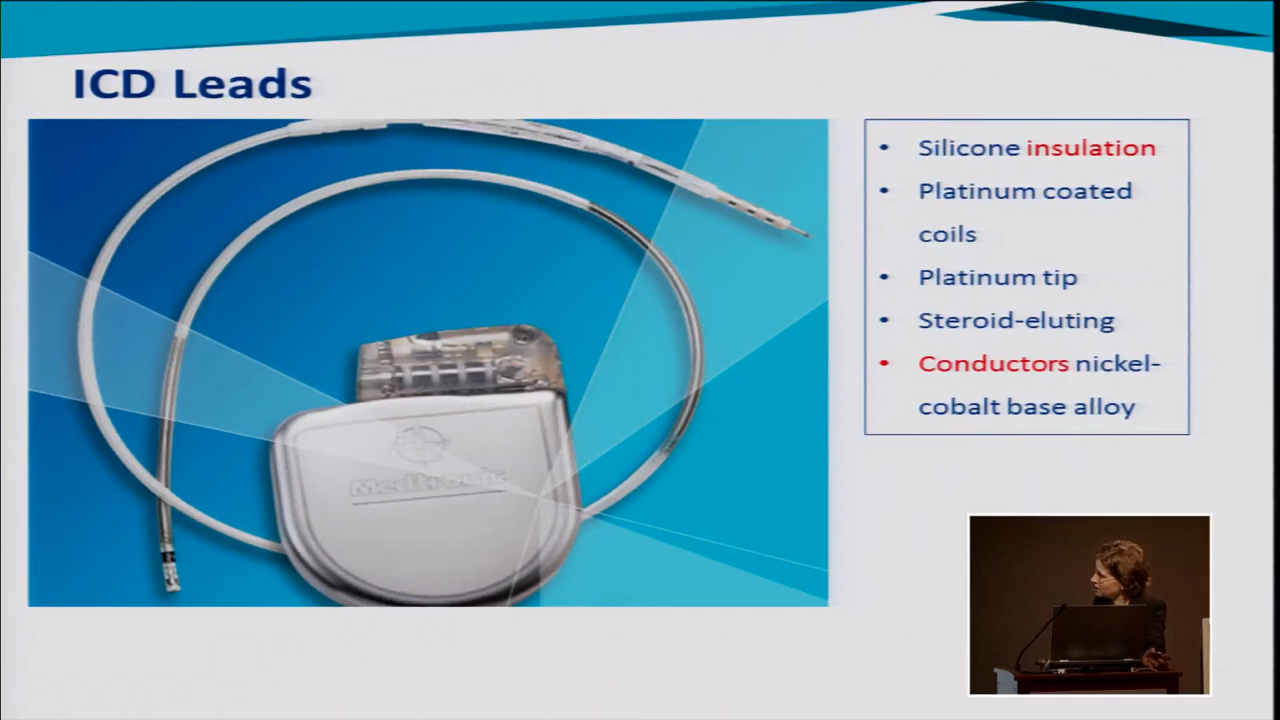 ICD Leads
• Silicone insulation
• Platinum coated
coils
• Platinum tip
• Steroid-eluting
• Conductors nickel-
cobalt base alloy
Medtronic